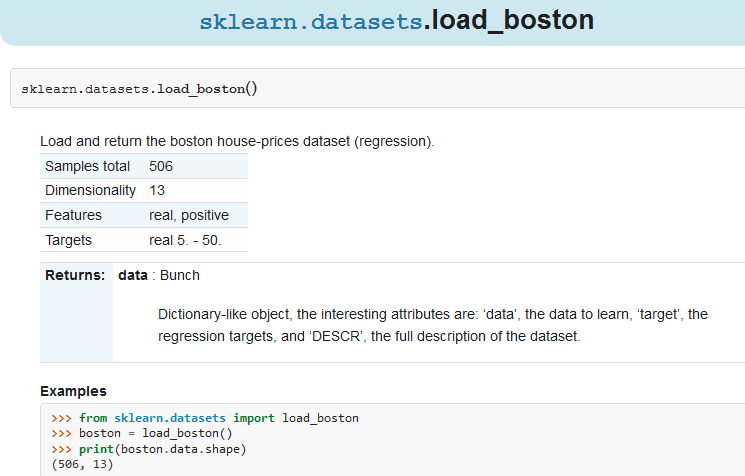 sklearn.datasets.load_boston
sklearn.datasets.load_boston()
Load and return the boston house-prices dataset (regression).
Samples total 506
Dimensionality 13
Features real, positive
Targets real 5. - 50.
Returns: data : Bunch
Dictionary-like object, the interesting attributes are: ‘data’, the data to learn, ‘target’, the
regression targets, and ‘DESCR’, the full description of the dataset.
Examples
>>> from sklearn.datasets import load_boston
>>> boston = load_boston()
>>> print(boston.data.shape)
(506, 13)